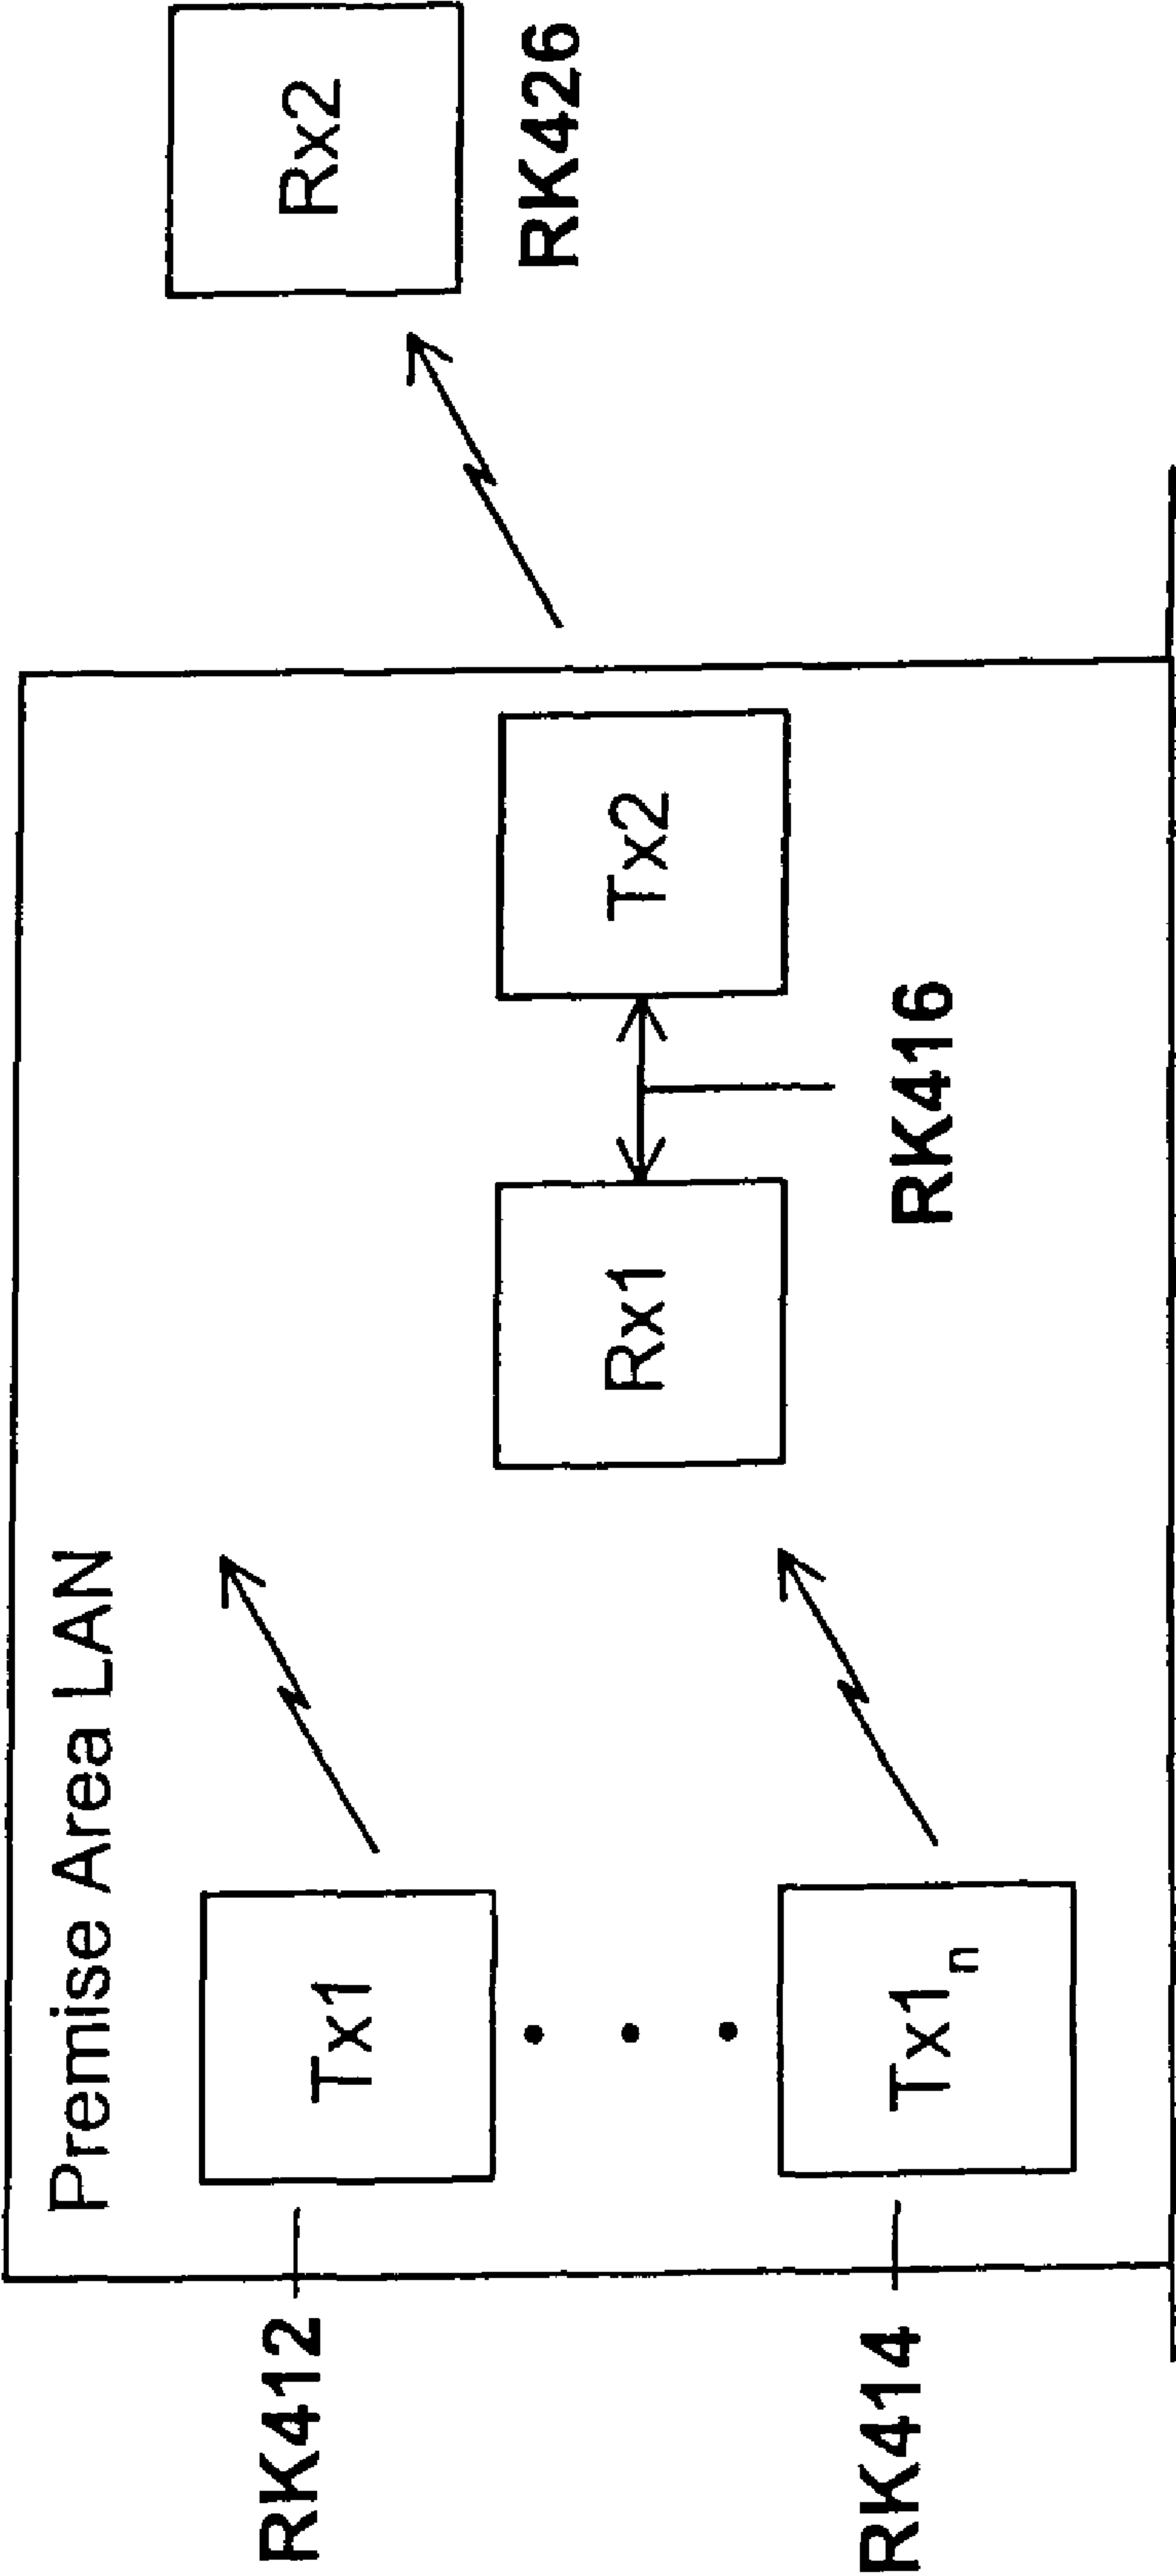 Premise Area LAN
RK412
Tx1
Rx2
RK426
Rx1
Tx2
RK416
RK414
Tx1n